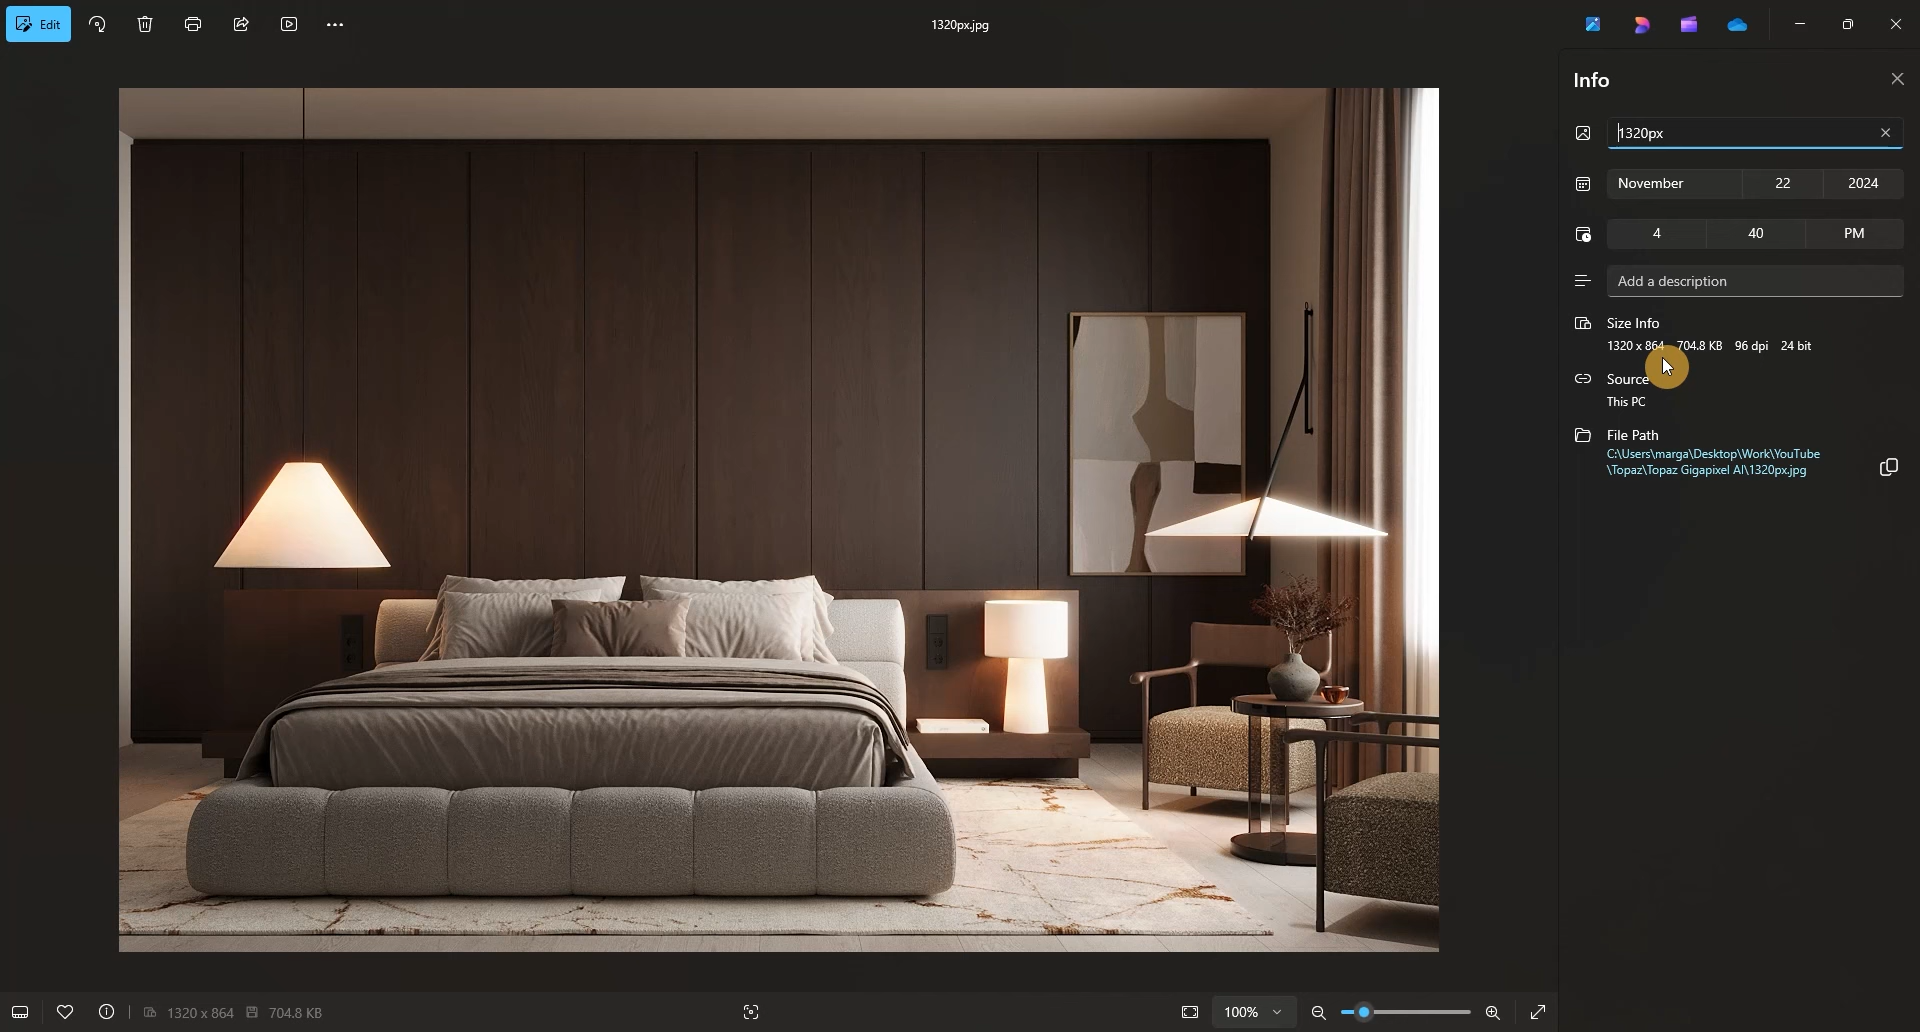 Edit
1320px.jpg
Info
1320px
November 22 2024
4 40 PM
Add a description
Size Info
1320 x 864 704.8 KB 96 dpi 24 bit
Source
This PC
File Path
C:\Users\marga\Desktop\Work\YouTube
\Topaz\Topaz Gigapixel AI\1320px.jpg
1320 x 864 704.8 KB 100%